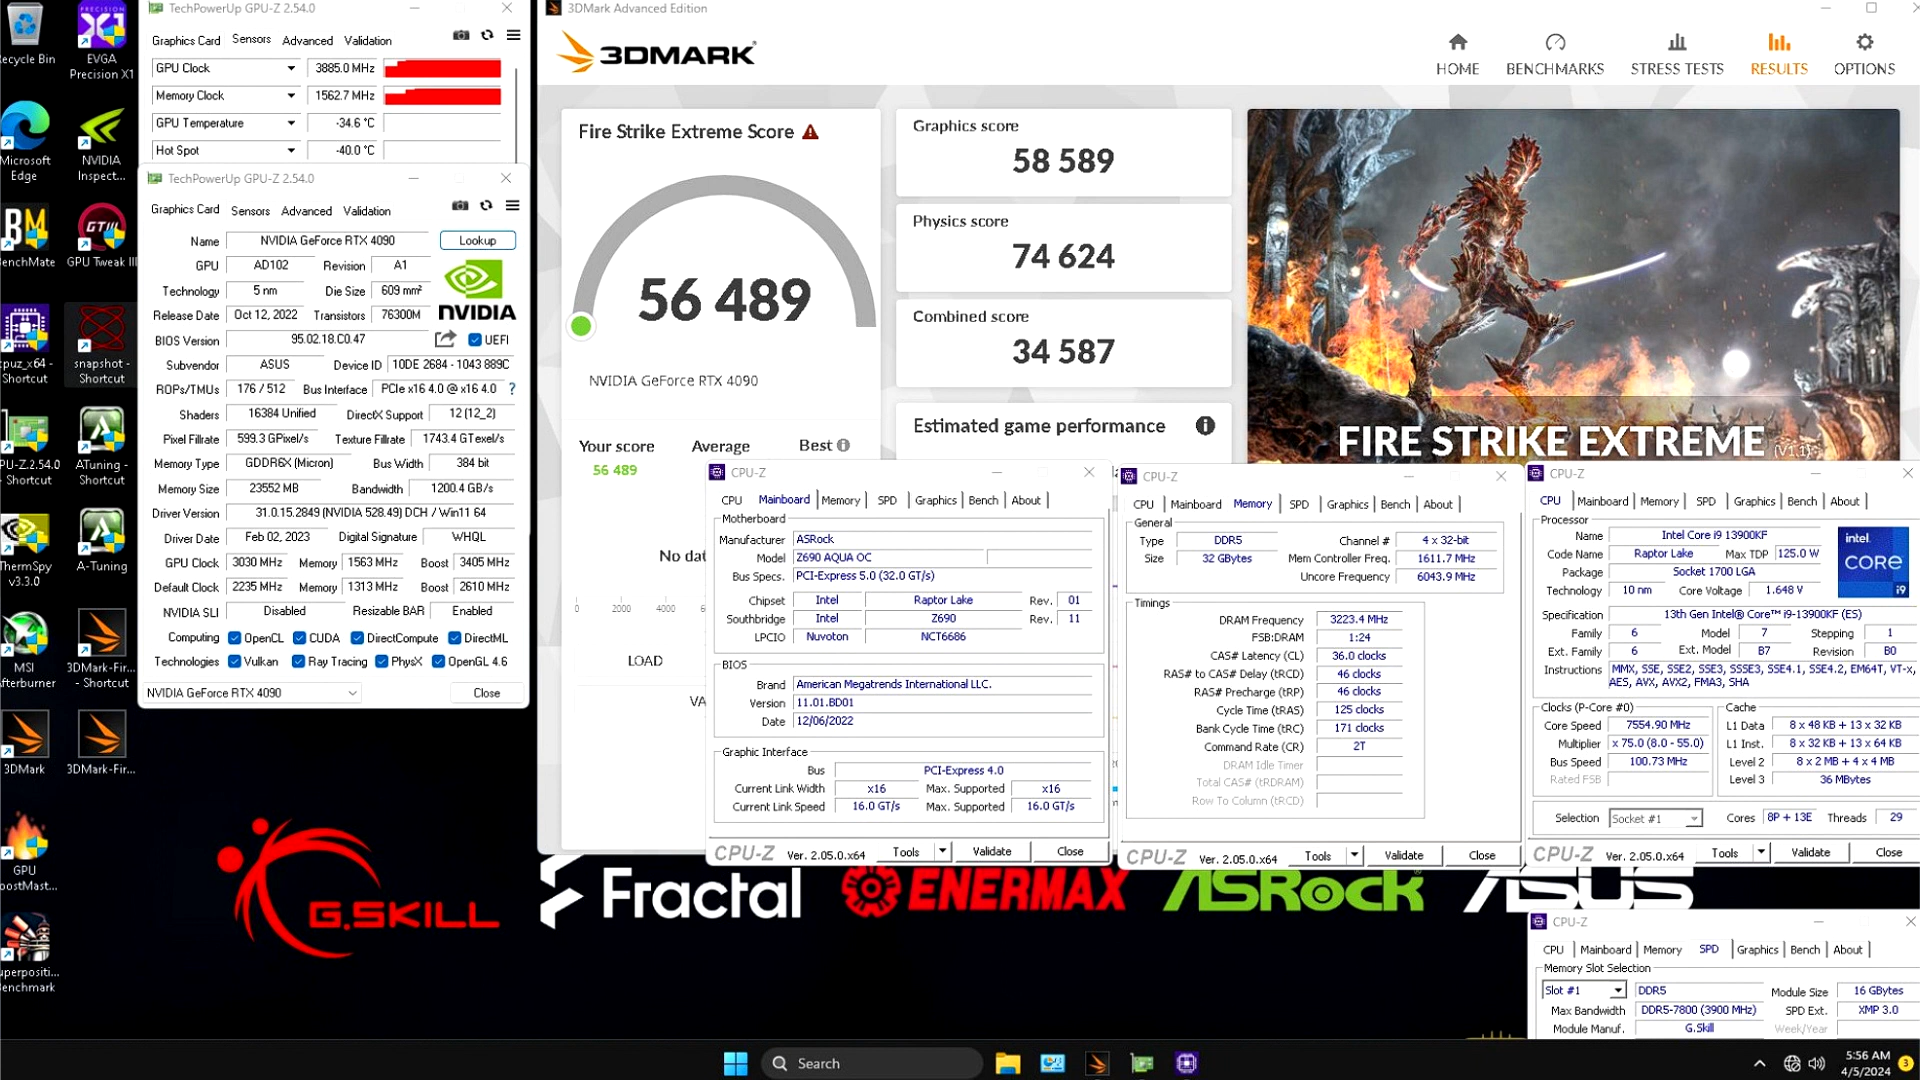 Recycle Bin
EVGA
Precision X1
Microsoft
Edge
NVIDIA
Inspect...
BenchMate
GPU Tweak III
cpuz_x64 -
Shortcut
snapshot -
Shortcut
GPU-Z.2.54.0
- Shortcut
ATuning -
Shortcut
ThermSpy
v3.3.0
A-Tuning
MSI
Afterburner
3DMark-Fir...
- Shortcut
3DMark
3DMark-Fir...
GPU
BoostMast...
Superpositi...
Benchmark
TechPowerUp GPU-Z 2.54.0
Graphics Card Sensors Advanced Validation
GPU Clock 3885.0 MHz
Memory Clock 1562.7 MHz
GPU Temperature -34.6 °C
Hot Spot -40.0 °C
TechPowerUp GPU-Z 2.54.0
Graphics Card Sensors Advanced Validation
Name NVIDIA GeForce RTX 4090 Lookup
GPU AD102 Revision A1
Technology 5 nm Die Size 609 mm²
Release Date Oct 12, 2022 Transistors 76300M
NVIDIA
BIOS Version 95.02.18.C0.47 UEFI
Subvendor ASUS Device ID 10DE 2684 - 1043 889C
ROPs/TMUs 176 / 512 Bus Interface PCIe x16 4.0 @ x16 4.0 ?
Shaders 16384 Unified DirectX Support 12 (12_2)
Pixel Fillrate 599.3 GPixel/s Texture Fillrate 1743.4 GTexel/s
Memory Type GDDR6X (Micron) Bus Width 384 bit
Memory Size 23552 MB Bandwidth 1200.4 GB/s
Driver Version 31.0.15.2849 (NVIDIA 528.49) DCH / Win11 64
Driver Date Feb 02, 2023 Digital Signature WHQL
GPU Clock 3030 MHz Memory 1563 MHz Boost 3405 MHz
Default Clock 2235 MHz Memory 1313 MHz Boost 2610 MHz
NVIDIA SLI Disabled Resizable BAR Enabled
Computing OpenCL CUDA DirectCompute DirectML
Technologies Vulkan Ray Tracing PhysX OpenGL 4.6
NVIDIA GeForce RTX 4090 Close
3DMark Advanced Edition
3DMARK
HOME BENCHMARKS STRESS TESTS RESULTS OPTIONS
Fire Strike Extreme Score
56 489
NVIDIA GeForce RTX 4090
Your score Average Best
56 489
No dat
0 2000 4000 6
LOAD
VA
Graphics score
58 589
Physics score
74 624
Combined score
34 587
Estimated game performance
FIRE STRIKE EXTREME (V1.1)
CPU-Z
CPU Mainboard Memory SPD Graphics Bench About
Motherboard
Manufacturer ASRock
Model Z690 AQUA OC
Bus Specs. PCI-Express 5.0 (32.0 GT/s)
Chipset Intel Raptor Lake Rev. 01
Southbridge Intel Z690 Rev. 11
LPCIO Nuvoton NCT6686
BIOS
Brand American Megatrends International LLC.
Version 11.01.BD01
Date 12/06/2022
Graphic Interface
Bus PCI-Express 4.0
Current Link Width x16 Max. Supported x16
Current Link Speed 16.0 GT/s Max. Supported 16.0 GT/s
CPU-Z Ver. 2.05.0.x64 Tools Validate Close
CPU-Z
CPU Mainboard Memory SPD Graphics Bench About
General
Type DDR5 Channel # 4 x 32-bit
Size 32 GBytes Mem Controller Freq. 1611.7 MHz
Uncore Frequency 6043.9 MHz
Timings
DRAM Frequency 3223.4 MHz
FSB:DRAM 1:24
CAS# Latency (CL) 36.0 clocks
RAS# to CAS# Delay (tRCD) 46 clocks
RAS# Precharge (tRP) 46 clocks
Cycle Time (tRAS) 125 clocks
Bank Cycle Time (tRC) 171 clocks
Command Rate (CR) 2T
DRAM Idle Timer
Total CAS# (tRDRAM)
Row To Column (tRCD)
CPU-Z Ver. 2.05.0.x64 Tools Validate Close
CPU-Z
CPU Mainboard Memory SPD Graphics Bench About
Processor
Name Intel Core i9 13900KF
Code Name Raptor Lake Max TDP 125.0 W
Package Socket 1700 LGA
Technology 10 nm Core Voltage 1.648 V
intel.
CORE
i9
Specification 13th Gen Intel® Core™ i9-13900KF (ES)
Family 6 Model 7 Stepping 1
Ext. Family 6 Ext. Model B7 Revision B0
Instructions MMX, SSE, SSE2, SSE3, SSSE3, SSE4.1, SSE4.2, EM64T, VT-x,
AES, AVX, AVX2, FMA3, SHA
Clocks (P-Core #0)
Core Speed 7554.90 MHz
Multiplier x 75.0 (8.0 - 55.0)
Bus Speed 100.73 MHz
Rated FSB
Cache
L1 Data 8 x 48 KB + 13 x 32 KB
L1 Inst. 8 x 32 KB + 13 x 64 KB
Level 2 8 x 2 MB + 4 x 4 MB
Level 3 36 MBytes
Selection Socket #1 Cores 8P + 13E Threads 29
CPU-Z Ver. 2.05.0.x64 Tools Validate Close
G.SKILL
Fractal
ENERMAX
ASRock
ASUS
CPU-Z
CPU Mainboard Memory SPD Graphics Bench About
Memory Slot Selection
Slot #1 DDR5 Module Size 16 GBytes
Max Bandwidth DDR5-7800 (3900 MHz) SPD Ext. XMP 3.0
Module Manuf. G.Skill Week/Year
Search
5:56 AM
4/5/2024
3